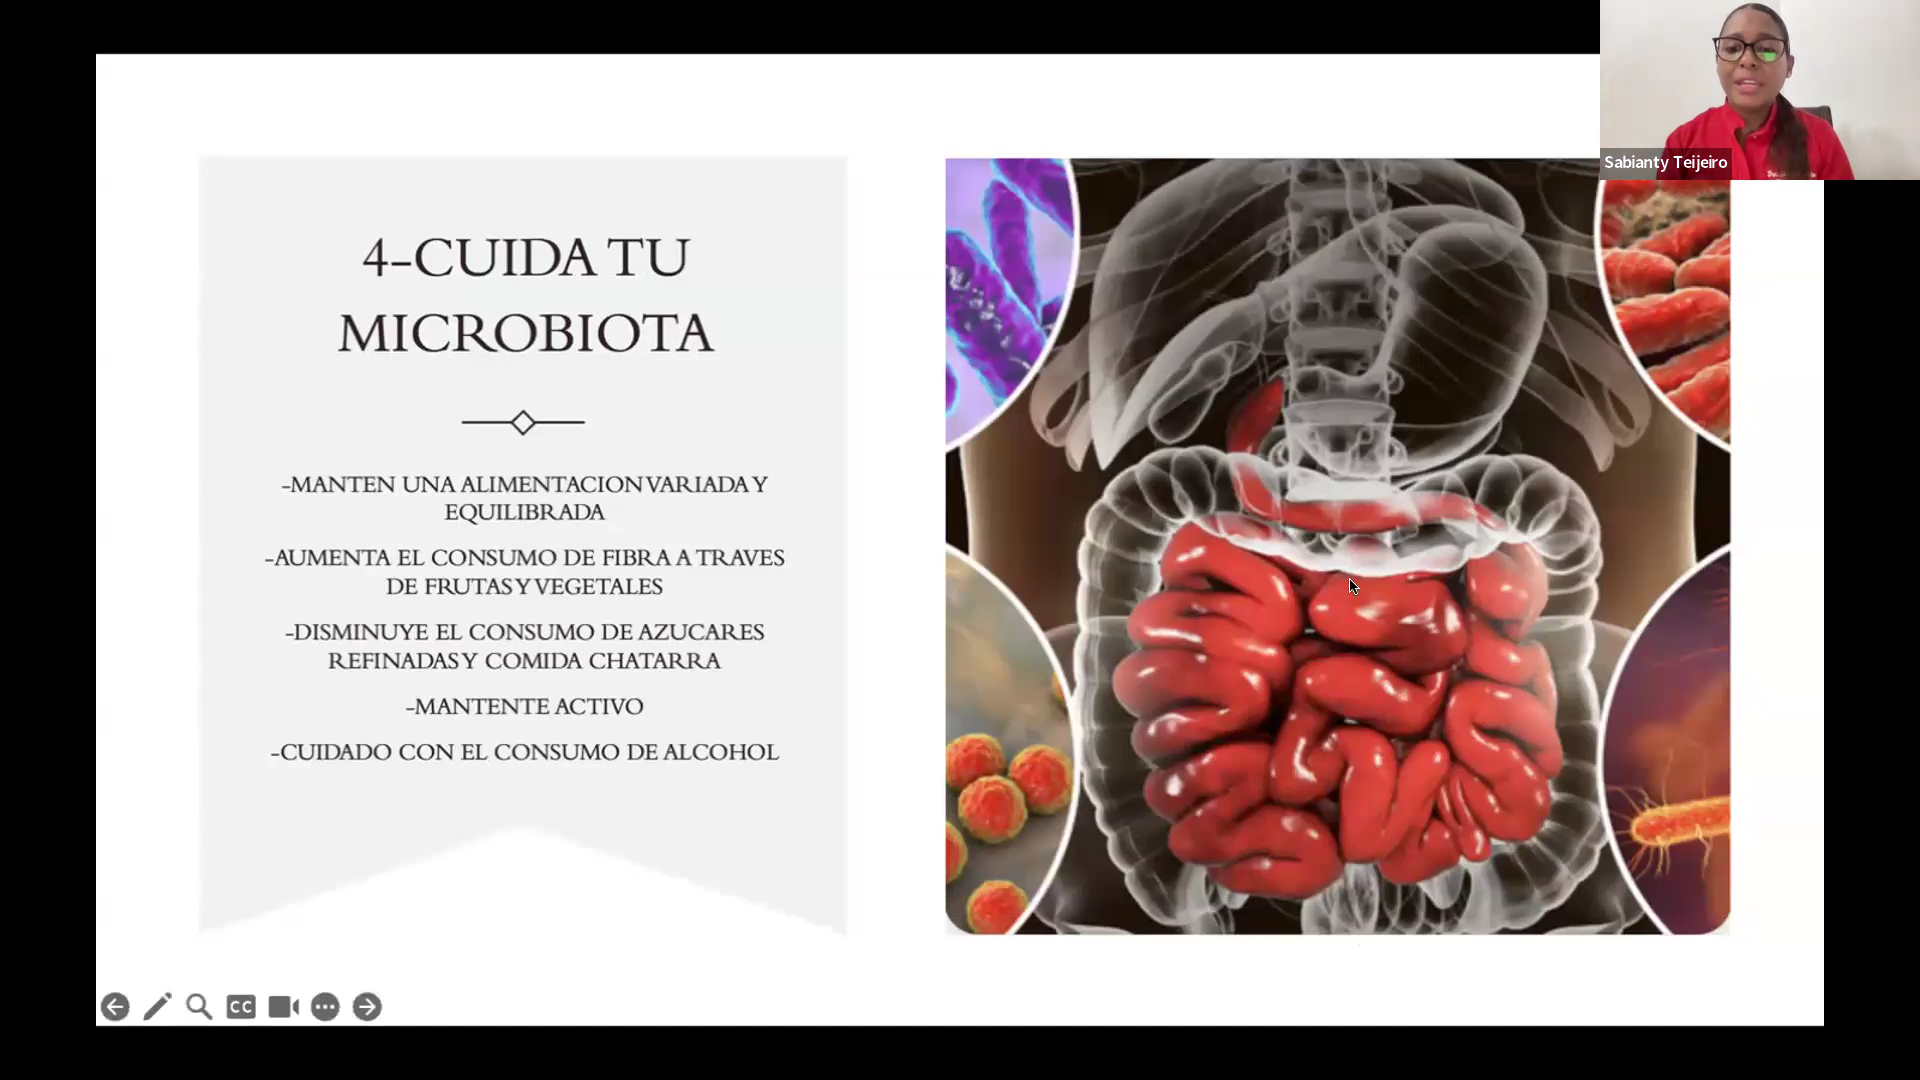 Sabianty Teijeiro
4-CUIDA TU
MICROBIOTA
-MANTEN UNA ALIMENTACION VARIADA Y
EQUILIBRADA
-AUMENTA EL CONSUMO DE FIBRA A TRAVES
DE FRUTAS Y VEGETALES
-DISMINUYE EL CONSUMO DE AZUCARES
REFINADAS Y COMIDA CHATARRA
-MANTENTE ACTIVO
-CUIDADO CON EL CONSUMO DE ALCOHOL
CC